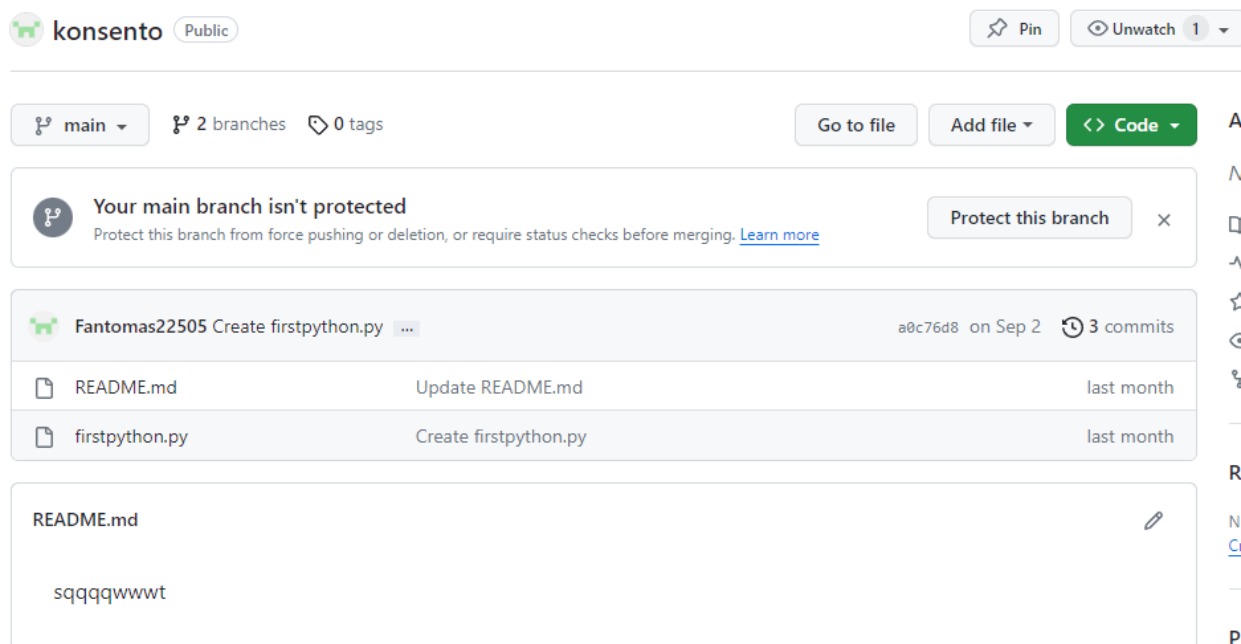 konsento Public Pin Unwatch 1
main 2 branches 0 tags Go to file Add file <> Code A
Your main branch isn't protected
Protect this branch from force pushing or deletion, or require status checks before merging. Learn more
Protect this branch
Fantomas22505 Create firstpython.py ... a0c76d8 on Sep 2 3 commits
README.md Update README.md last month
firstpython.py Create firstpython.py last month
R
README.md
N
sqqqqwwwt
P